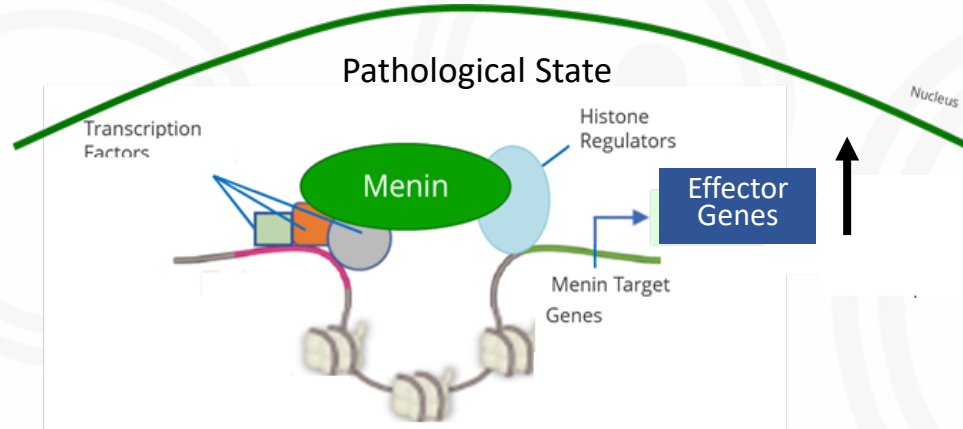 Pathological State
Nucleus
Transcription
Factors
Histone
Regulators
Menin
Effector
Genes
Menin Target
Genes